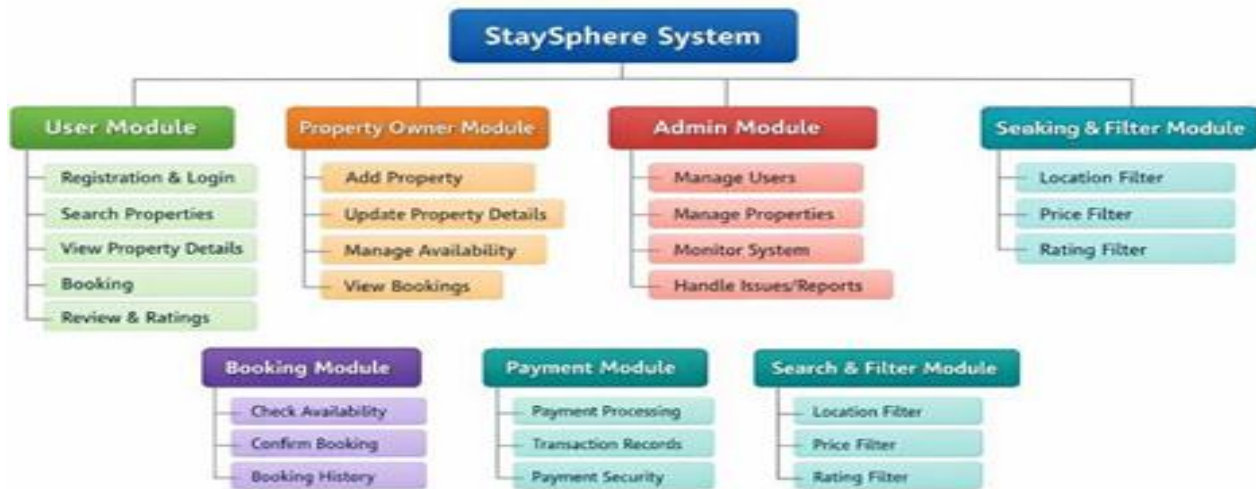 StaySphere System
User Module
Registration & Login
Search Properties
View Property Details
Booking
Review & Ratings
Property Owner Module
Add Property
Update Property Details
Manage Availability
View Bookings
Admin Module
Manage Users
Manage Properties
Monitor System
Handle Issues/Reports
Seaking & Filter Module
Location Filter
Price Filter
Rating Filter
Booking Module
Check Availability
Confirm Booking
Booking History
Payment Module
Payment Processing
Transaction Records
Payment Security
Search & Filter Module
Location Filter
Price Filter
Rating Filter